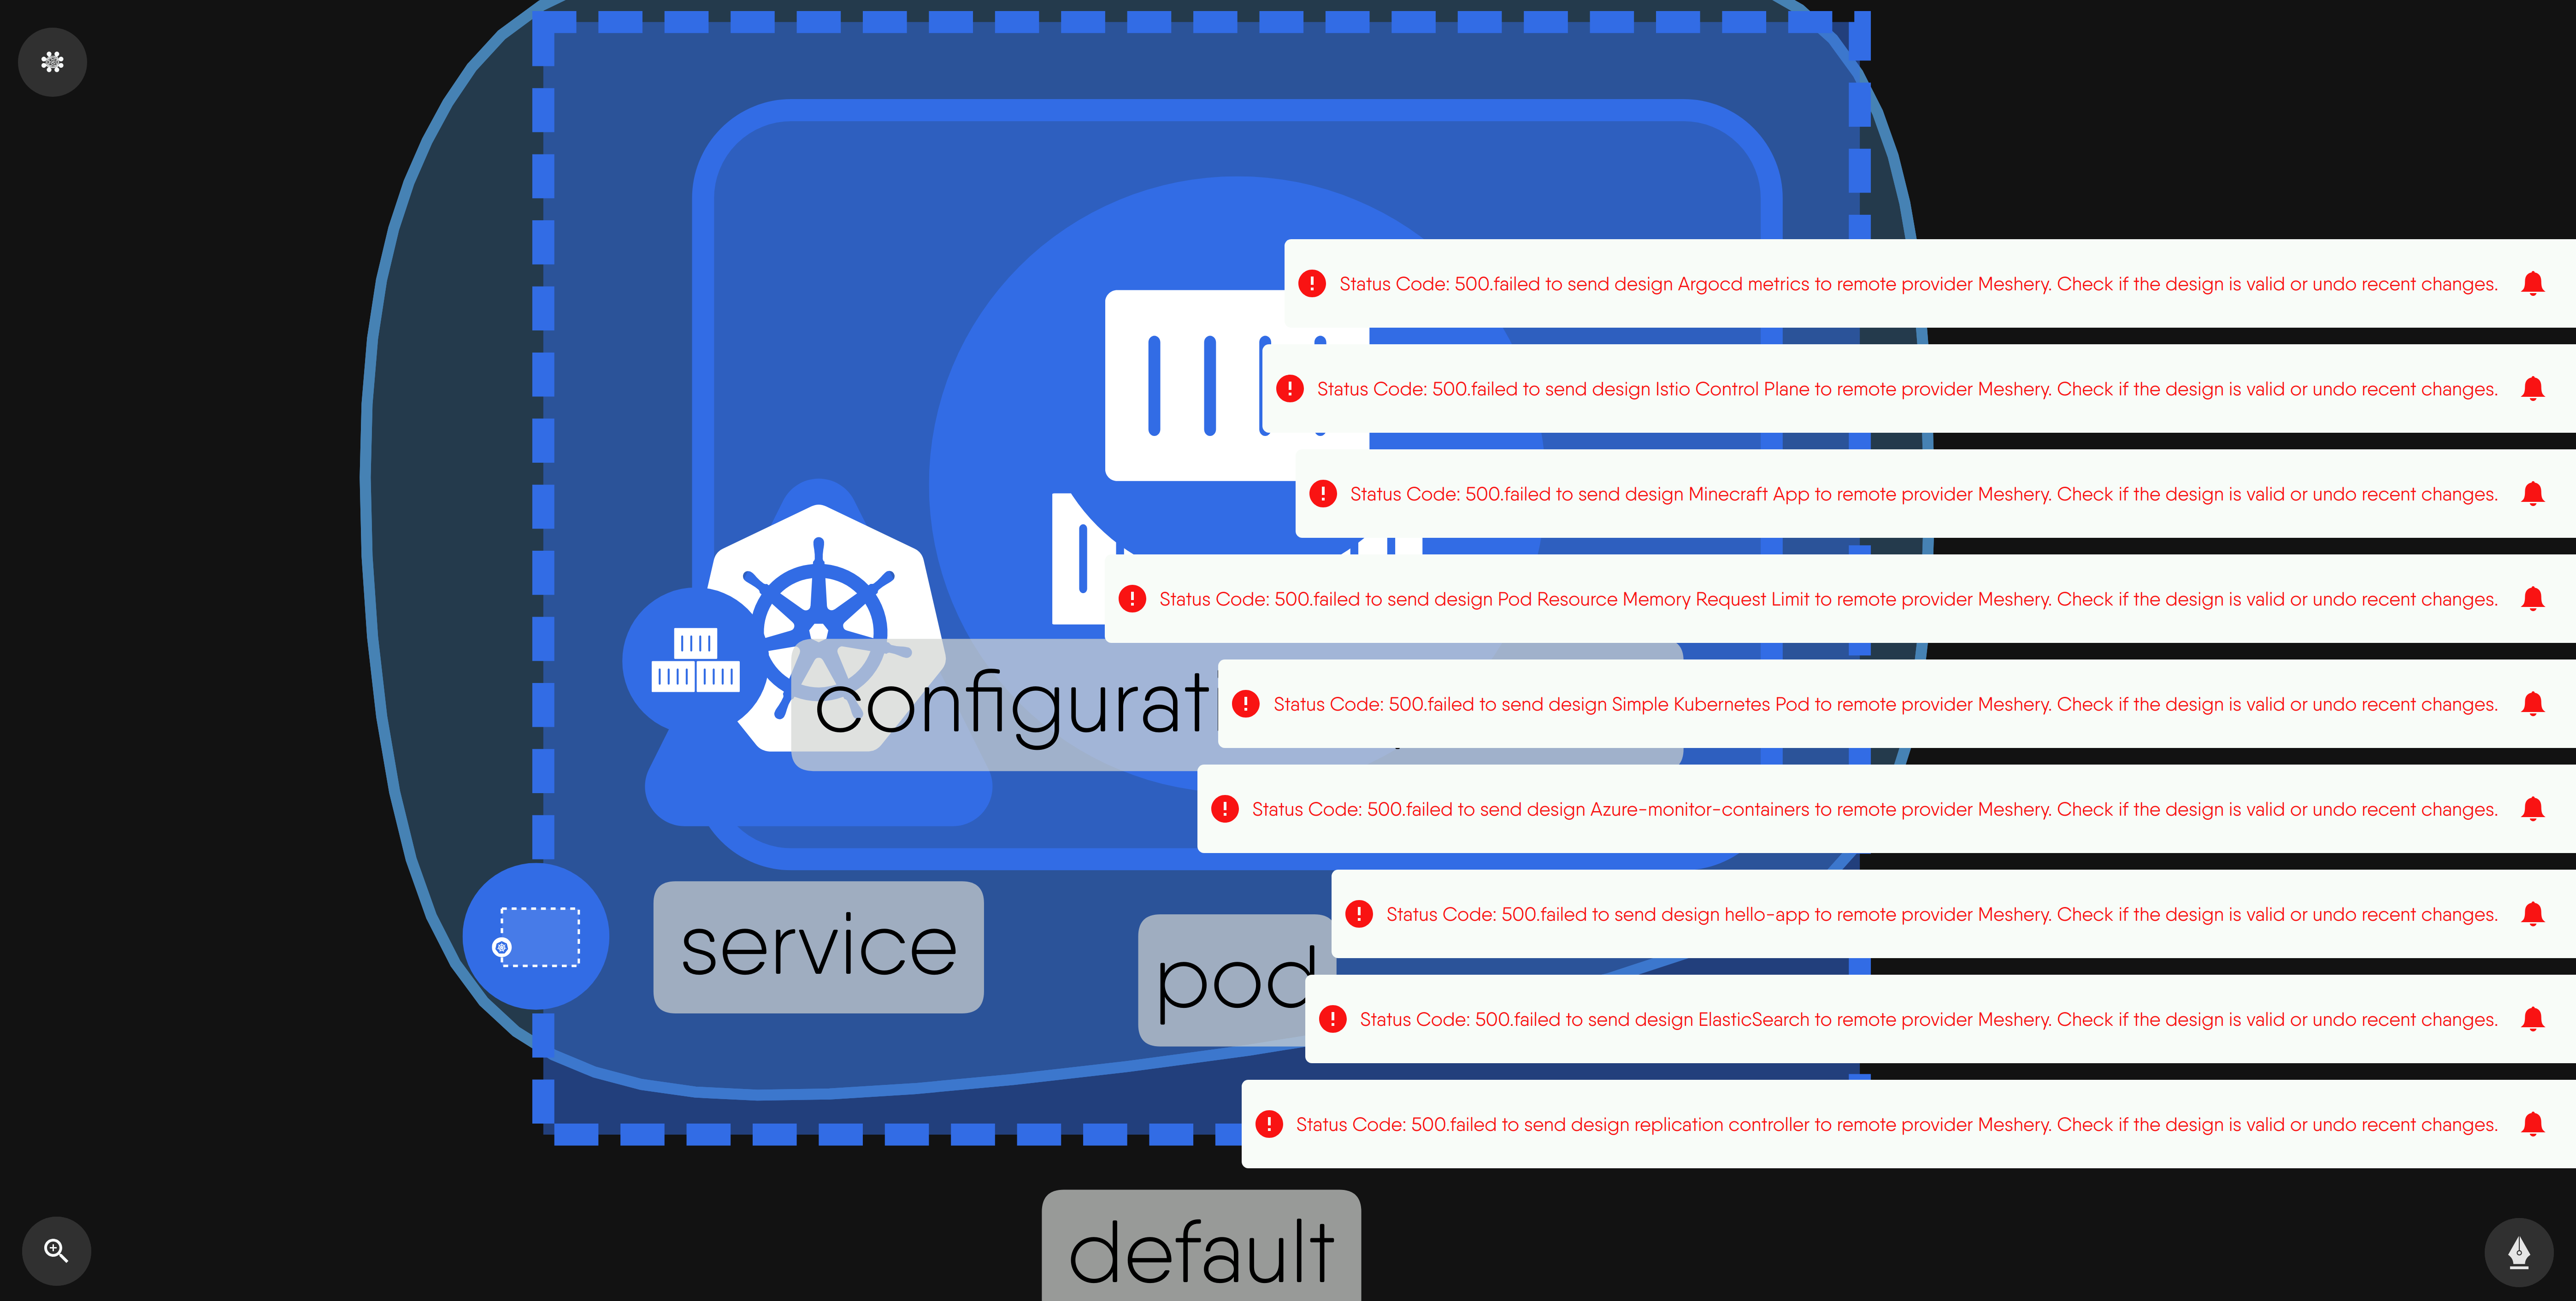 Status Code: 500.failed to send design Argocd metrics to remote provider Meshery. Check if the design is valid or undo recent changes.
Status Code: 500.failed to send design Istio Control Plane to remote provider Meshery. Check if the design is valid or undo recent changes.
Status Code: 500.failed to send design Minecraft App to remote provider Meshery. Check if the design is valid or undo recent changes.
Status Code: 500.failed to send design Pod Resource Memory Request Limit to remote provider Meshery. Check if the design is valid or undo recent changes.
Status Code: 500.failed to send design Simple Kubernetes Pod to remote provider Meshery. Check if the design is valid or undo recent changes.
Status Code: 500.failed to send design Azure-monitor-containers to remote provider Meshery. Check if the design is valid or undo recent changes.
Status Code: 500.failed to send design hello-app to remote provider Meshery. Check if the design is valid or undo recent changes.
service
pod
Status Code: 500.failed to send design ElasticSearch to remote provider Meshery. Check if the design is valid or undo recent changes.
Status Code: 500.failed to send design replication controller to remote provider Meshery. Check if the design is valid or undo recent changes.
default